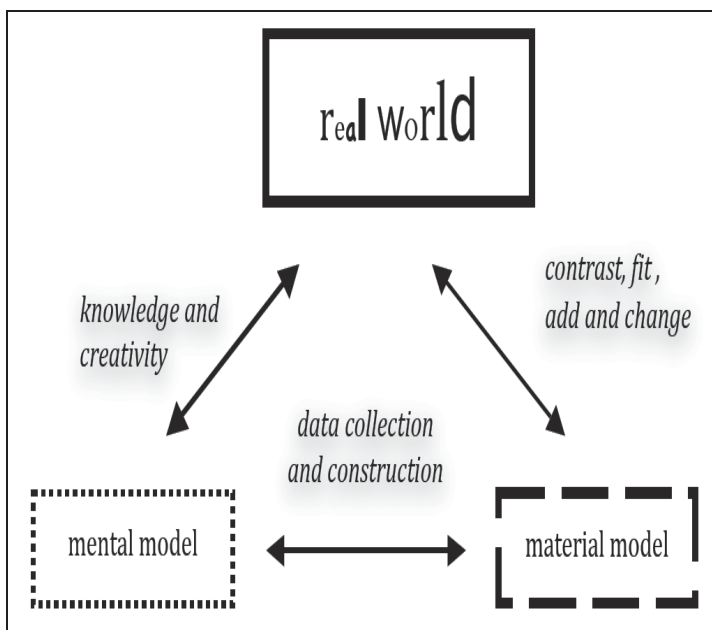 real world
contrast, fit ,
add and change
knowledge and
creativity
data collection
and construction
mental model
material model